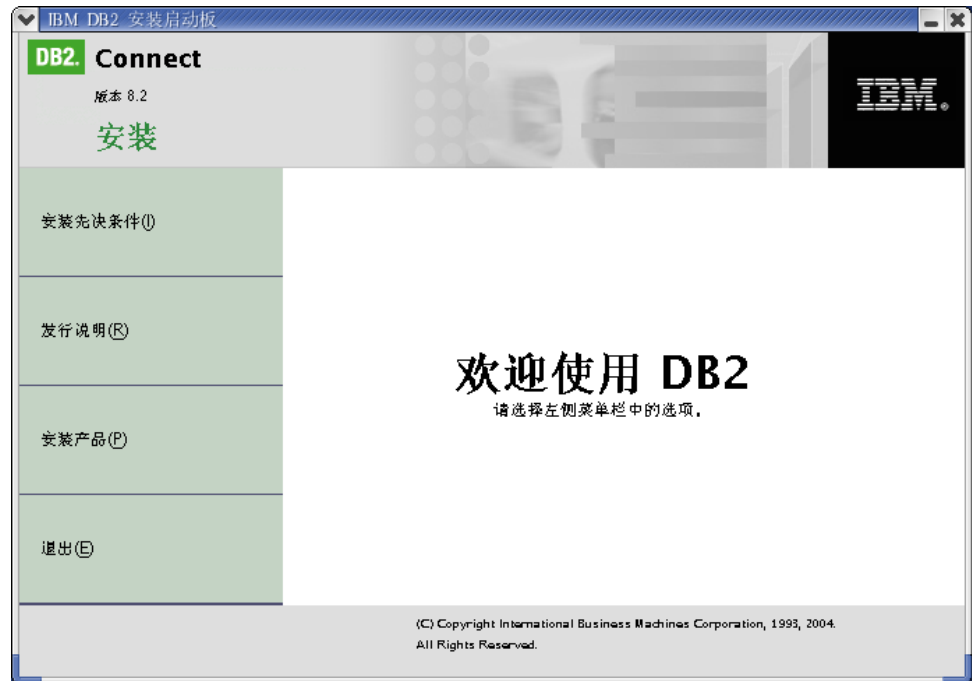 IBM DB2 安装启动板
DB2. Connect
版本 8.2
安装
IBM.
安装先决条件(I)
发行说明(R)
安装产品(P)
退出(E)
欢迎使用 DB2
请选择左侧菜单栏中的选项。
(C) Copyright International Business Machines Corporation, 1993, 2004.
All Rights Reserved.